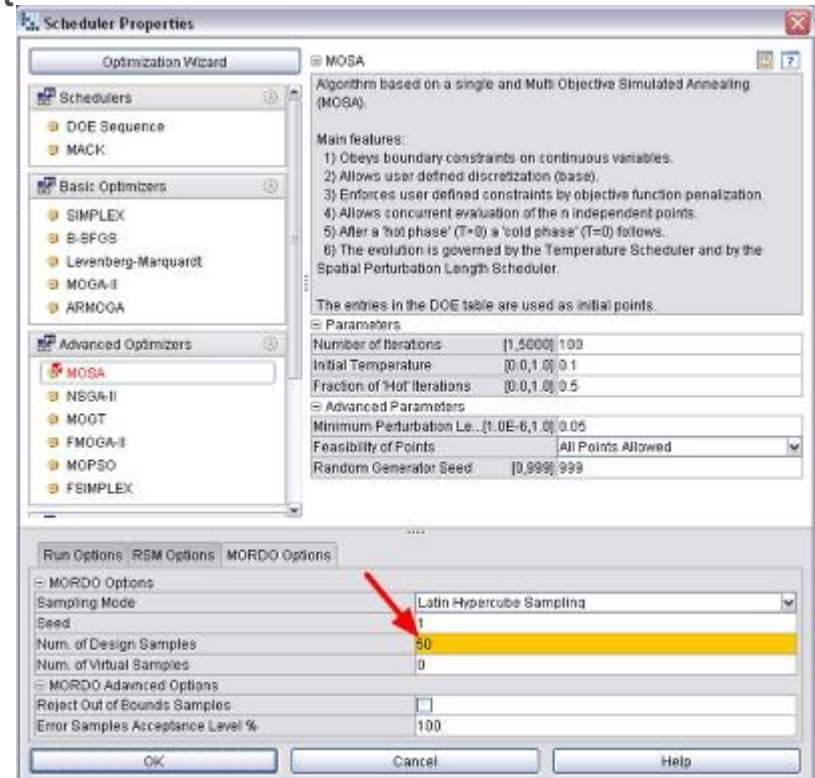 t
Scheduler Properties
Optimization Wizard
Schedulers
DOE Sequence
MACK
Basic Optimizers
SIMPLEX
B-BFGS
Levenberg-Marquardt
MOGA-II
ARMOGA
Advanced Optimizers
MOSA
NSGA-II
MOGT
FMOGA-II
MOPSO
FSIMPLEX
MOSA
Algorithm based on a single and Multi Objective Simulated Annealing
(MOSA).
Main features:
1) Obeys boundary constraints on continuous variables.
2) Allows user defined discretization (base).
3) Enforces user defined constraints by objective function penalization.
4) Allows concurrent evaluation of the n independent points.
5) After a 'hot phase' (T>0) a 'cold phase' (T=0) follows.
6) The evolution is governed by the Temperature Scheduler and by the
Spatial Perturbation Length Scheduler.
The entries in the DOE table are used as initial points.
Parameters
Number of Iterations [1,5000] 100
Initial Temperature [0.0,1.0] 0.1
Fraction of 'Hot' Iterations [0.0,1.0] 0.5
Advanced Parameters
Minimum Perturbation Le...[1.0E-6,1.0] 0.05
Feasibility of Points All Points Allowed
Random Generator Seed [0,999] 999
Run Options RSM Options MORDO Options
MORDO Options
Sampling Mode Latin Hypercube Sampling
Seed 1
Num. of Design Samples 50
Num. of Virtual Samples 0
MORDO Adavnced Options
Reject Out of Bounds Samples
Error Samples Acceptance Level % 100
OK Cancel Help